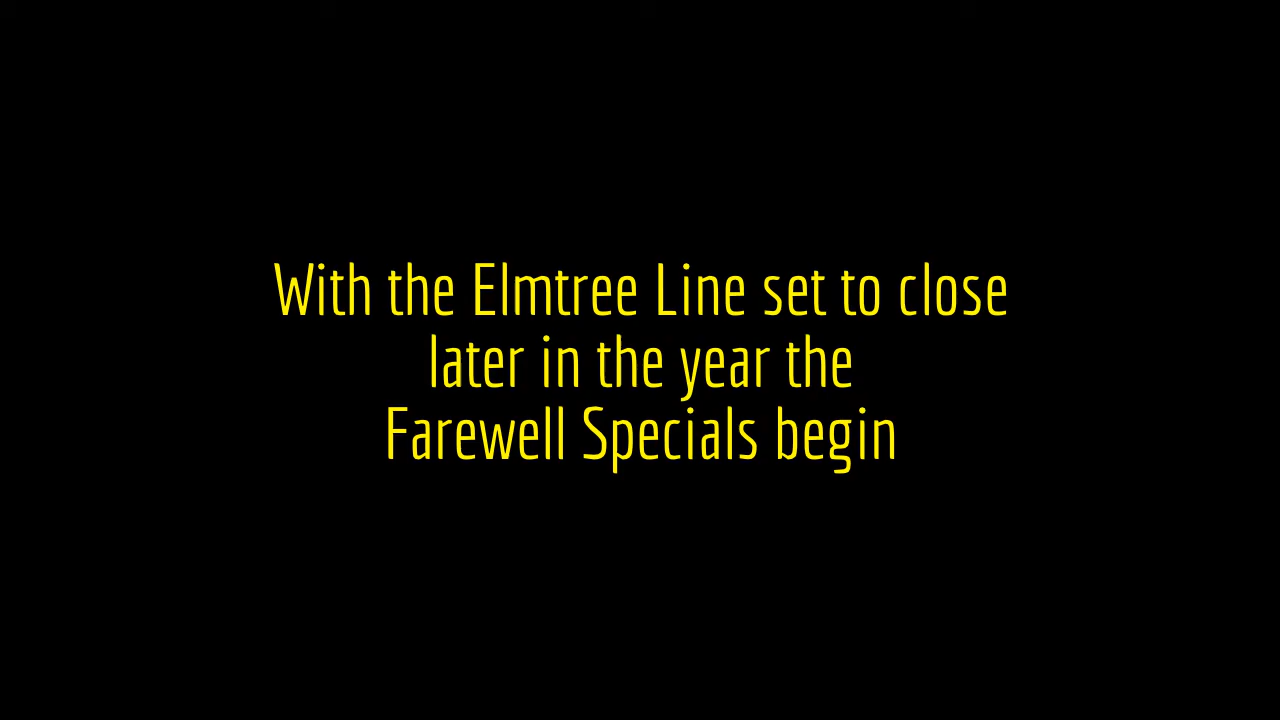 With the Elmtree Line set to close
later in the year the
Farewell Specials begin